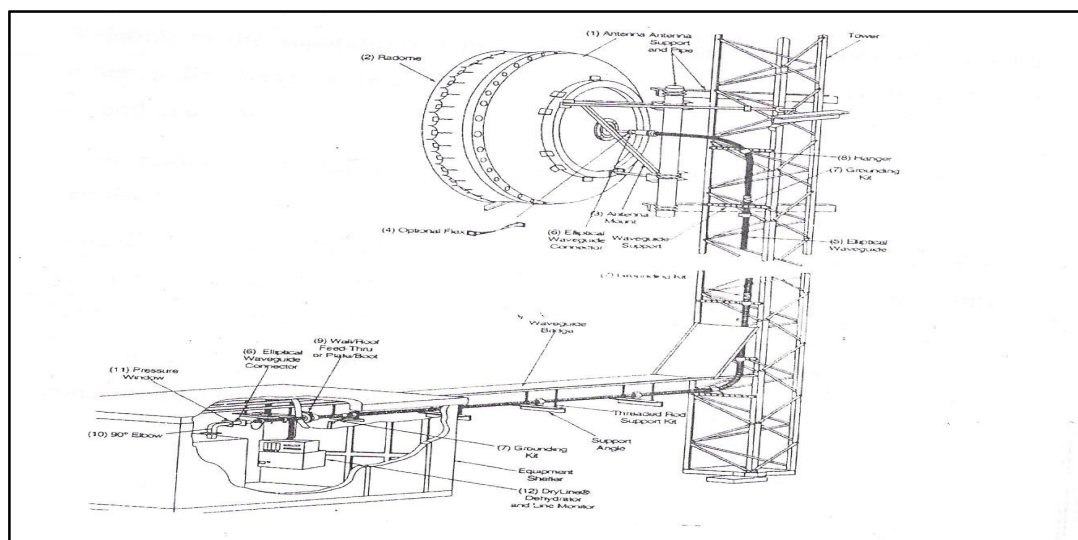 (1) Antenna
Antenna
Support
and Pipe
Tower
(2) Radome
(8) Hanger
(7) Grounding
Kit
(3) Antenna
Mount
(4) Optional Flex
(6) Elliptical
Waveguide
Connector
Waveguide
Support
(5) Elliptical
Waveguide
(7) Grounding Kit
Waveguide
Bridge
(9) Wall/Roof
Feed-Thru
or Plate/Boot
(6) Elliptical
Waveguide
Connector
(11) Pressure
Window
(10) 90° Elbow
Threaded Rod
Support Kit
Support
Angle
(7) Grounding
Kit
Equipment
Shelter
(12) DryLine®
Dehydrator
and Line Monitor